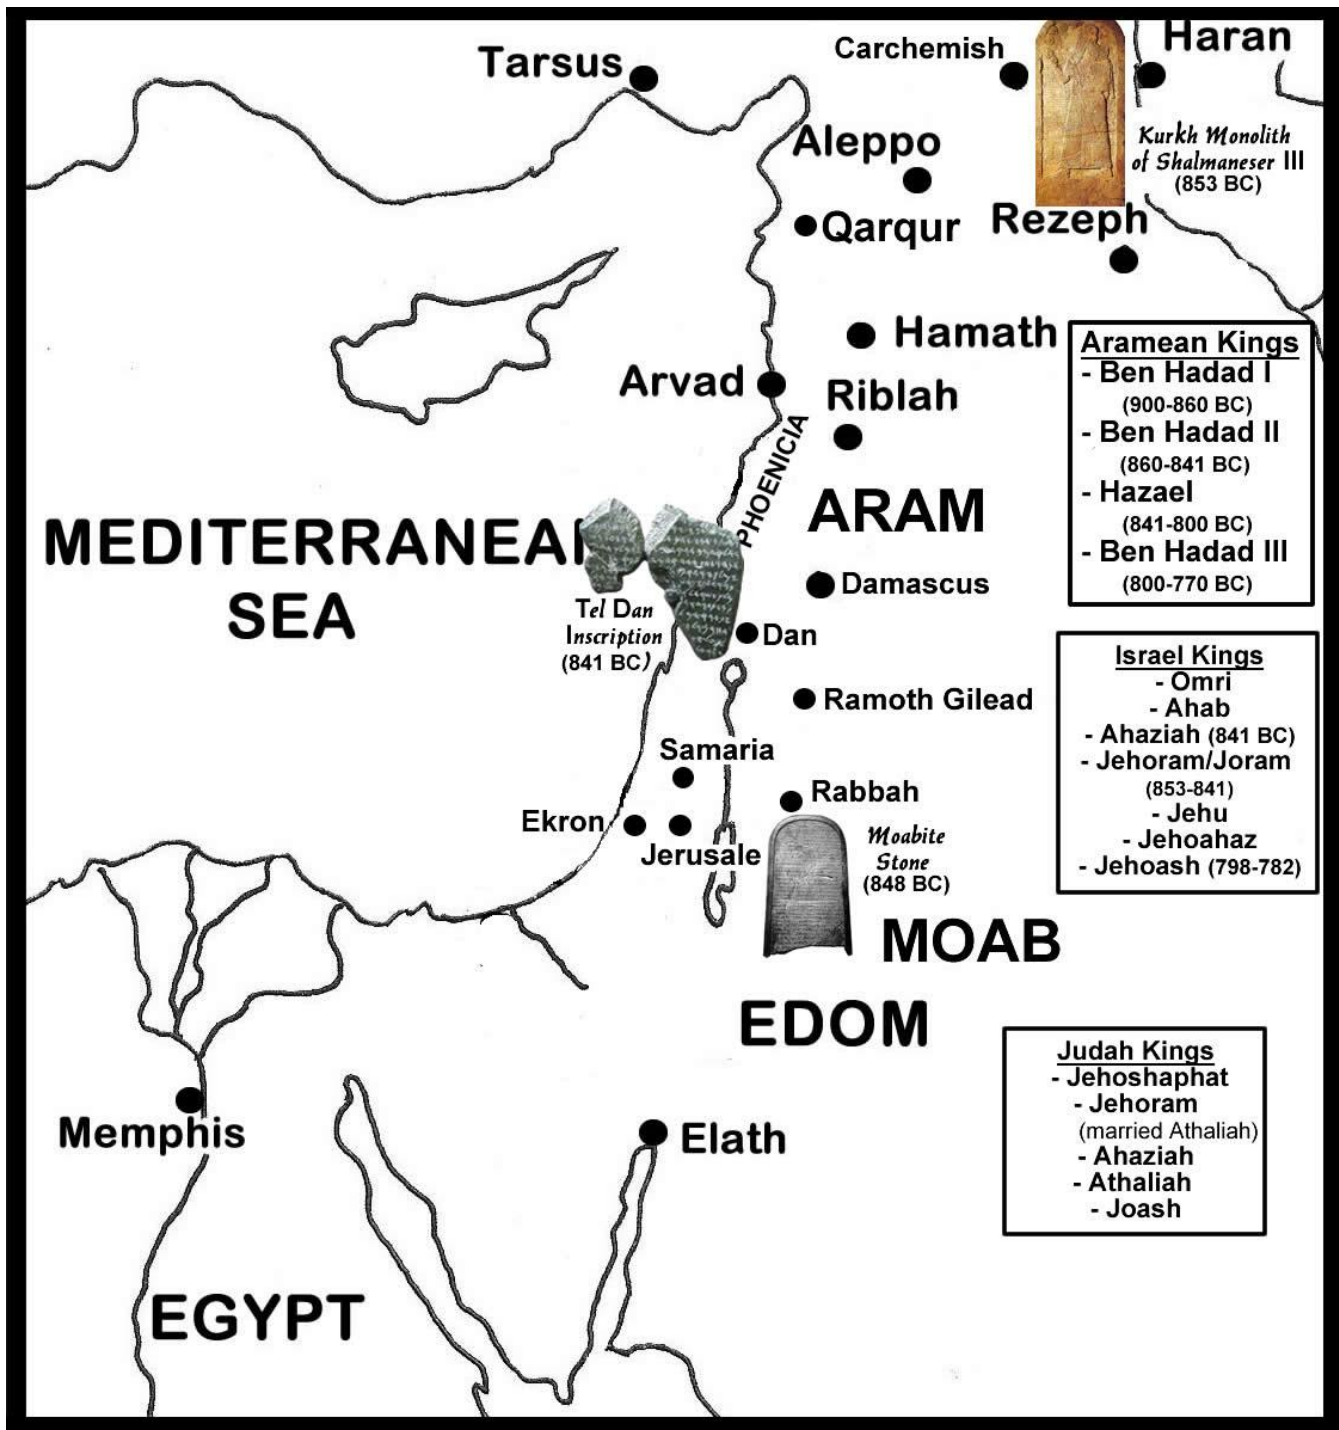 Tarsus
Carchemish
Haran
Kurkh Monolith
of Shalmaneser III
(853 BC)
Aleppo
Qarqur
Rezeph
Hamath
Arvad
Riblah
PHOENICIA
ARAM
MEDITERRANEAN
SEA
Damascus
Tel Dan
Inscription
(841 BC)
Dan
Ramoth Gilead
Samaria
Rabbah
Ekron
Jerusale
Moabite
Stone
(848 BC)
MOAB
EDOM
Memphis
Elath
EGYPT
Aramean Kings
- Ben Hadad I
(900-860 BC)
- Ben Hadad II
(860-841 BC)
- Hazael
(841-800 BC)
- Ben Hadad III
(800-770 BC)
Israel Kings
- Omri
- Ahab
- Ahaziah (841 BC)
- Jehoram/Joram
(853-841)
- Jehu
- Jehoahaz
- Jehoash (798-782)
Judah Kings
- Jehoshaphat
- Jehoram
(married Athaliah)
- Ahaziah
- Athaliah
- Joash